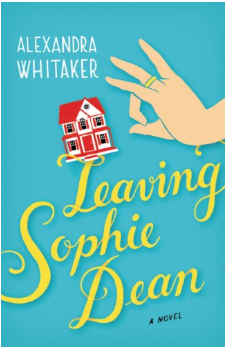 ALEXANDRA
WHITAKER
Leaving
Sophie
Dean
A NOVEL